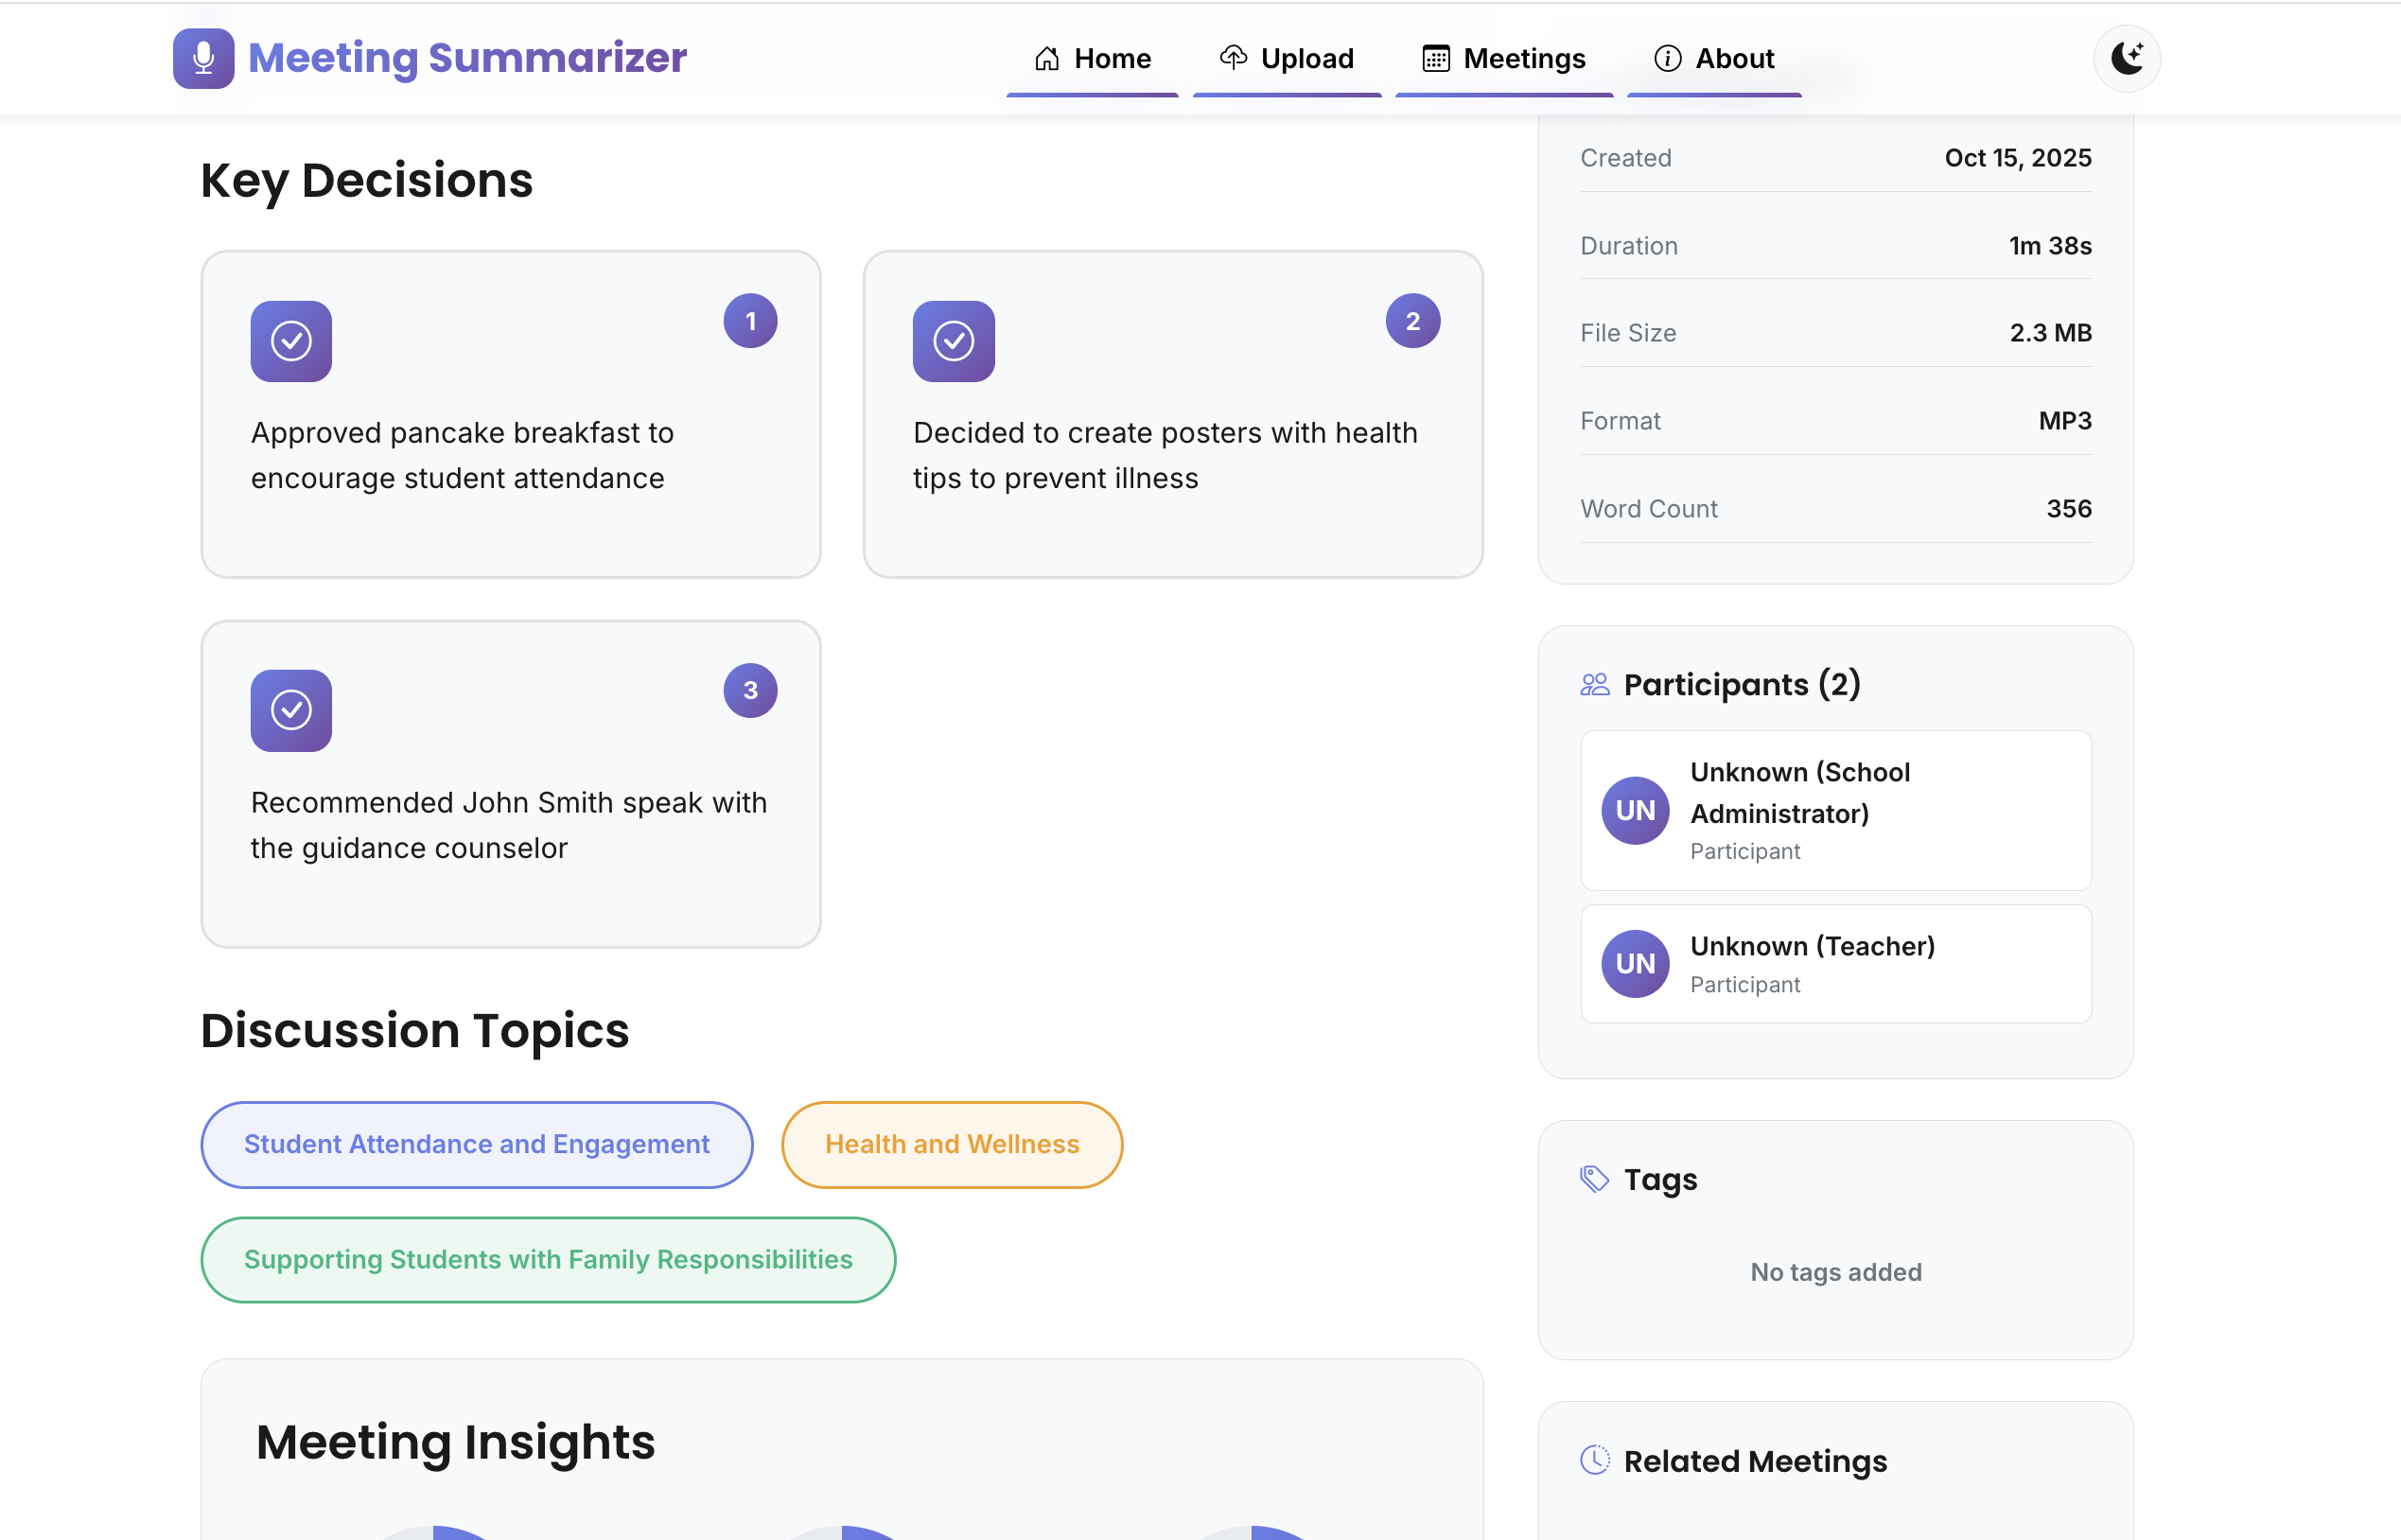 Meeting Summarizer
Home
Upload
Meetings
About
Key Decisions
1
Approved pancake breakfast to
encourage student attendance
2
Decided to create posters with health
tips to prevent illness
3
Recommended John Smith speak with
the guidance counselor
Discussion Topics
Student Attendance and Engagement
Health and Wellness
Supporting Students with Family Responsibilities
Meeting Insights
Created Oct 15, 2025
Duration 1m 38s
File Size 2.3 MB
Format MP3
Word Count 356
Participants (2)
UN
Unknown (School
Administrator)
Participant
UN
Unknown (Teacher)
Participant
Tags
No tags added
Related Meetings